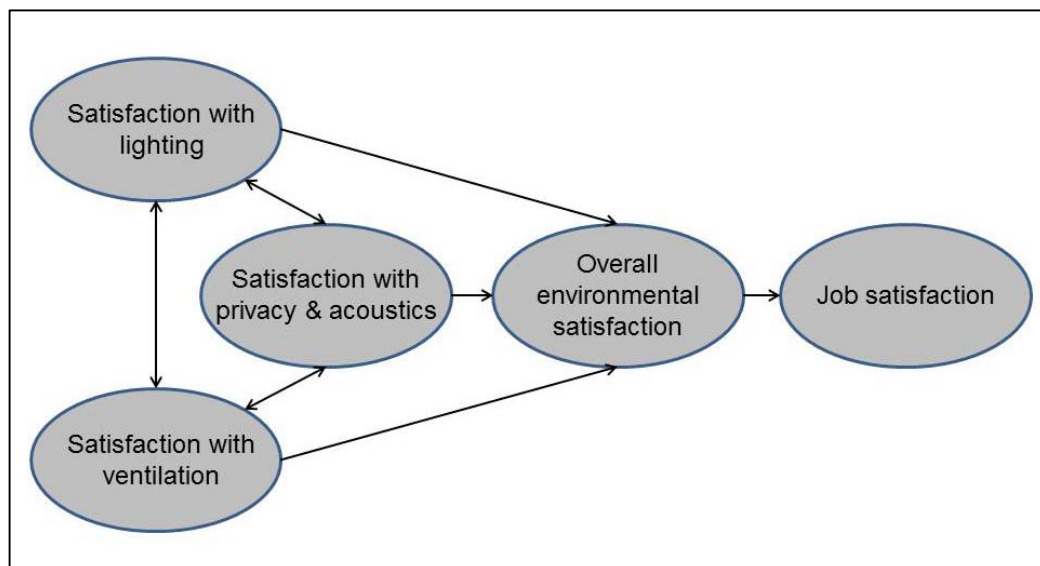 Satisfaction with
lighting
Satisfaction with
privacy & acoustics
Overall
environmental
satisfaction
Job satisfaction
Satisfaction with
ventilation